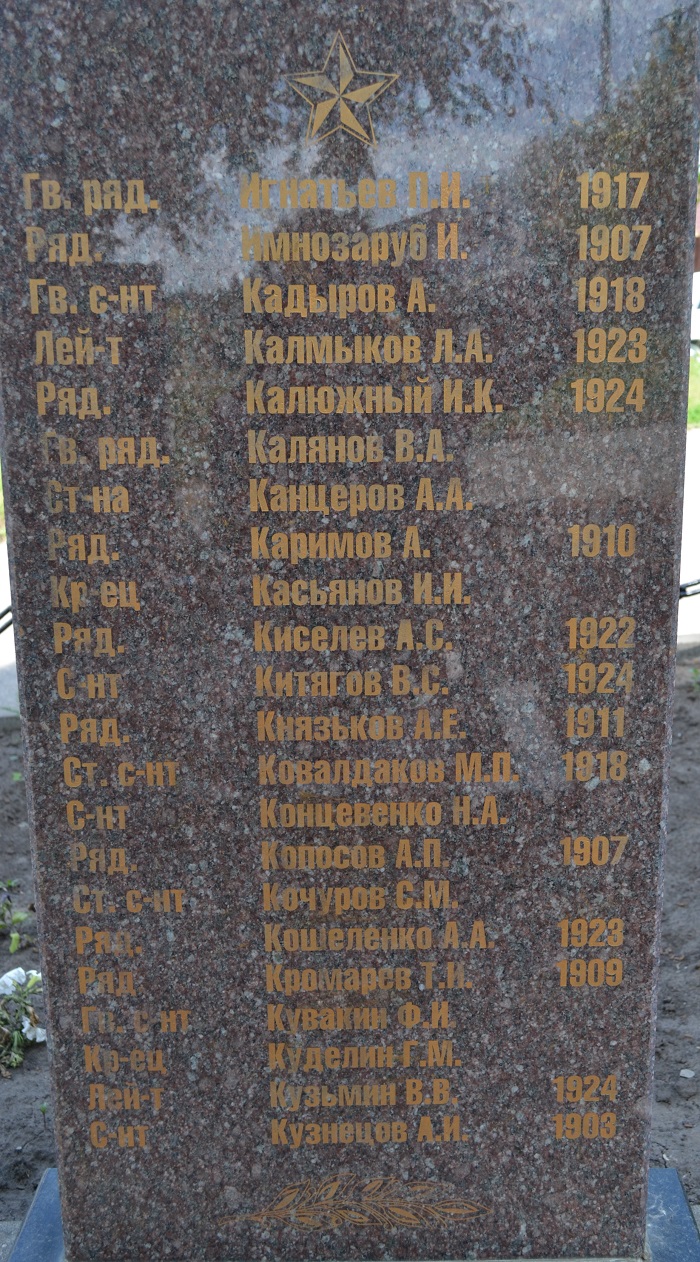 Гв. ряд. Игнатьев П.И. 1917
Ряд. Имнозаруб И. 1907
Гв. с-нт Кадыров А. 1918
Лей-т Калмыков Л.А. 1923
Ряд. Калюжный И.К. 1924
Гв. ряд. Калянов В.А.
Ст-на Канцеров А.А.
Ряд. Каримов А. 1910
Кр-ец Касьянов И.И.
Ряд. Киселев А.С. 1922
С-нт Китягов В.С. 1924
Ряд. Князьков А.Е. 1911
Ст. с-нт Ковалдаков М.П. 1918
С-нт Концевенко Н.А.
Ряд. Копосов А.П. 1907
Ст. с-нт Кочуров С.М.
Ряд. Кошеленко А.А. 1923
Ряд. Кромарев Т.И. 1909
Гв. с-нт Кувакин Ф.И
Кр-ец Куделин Г.М.
Лей-т Кузьмин В.В. 1924
С-нт Кузнецов А.И. 1903